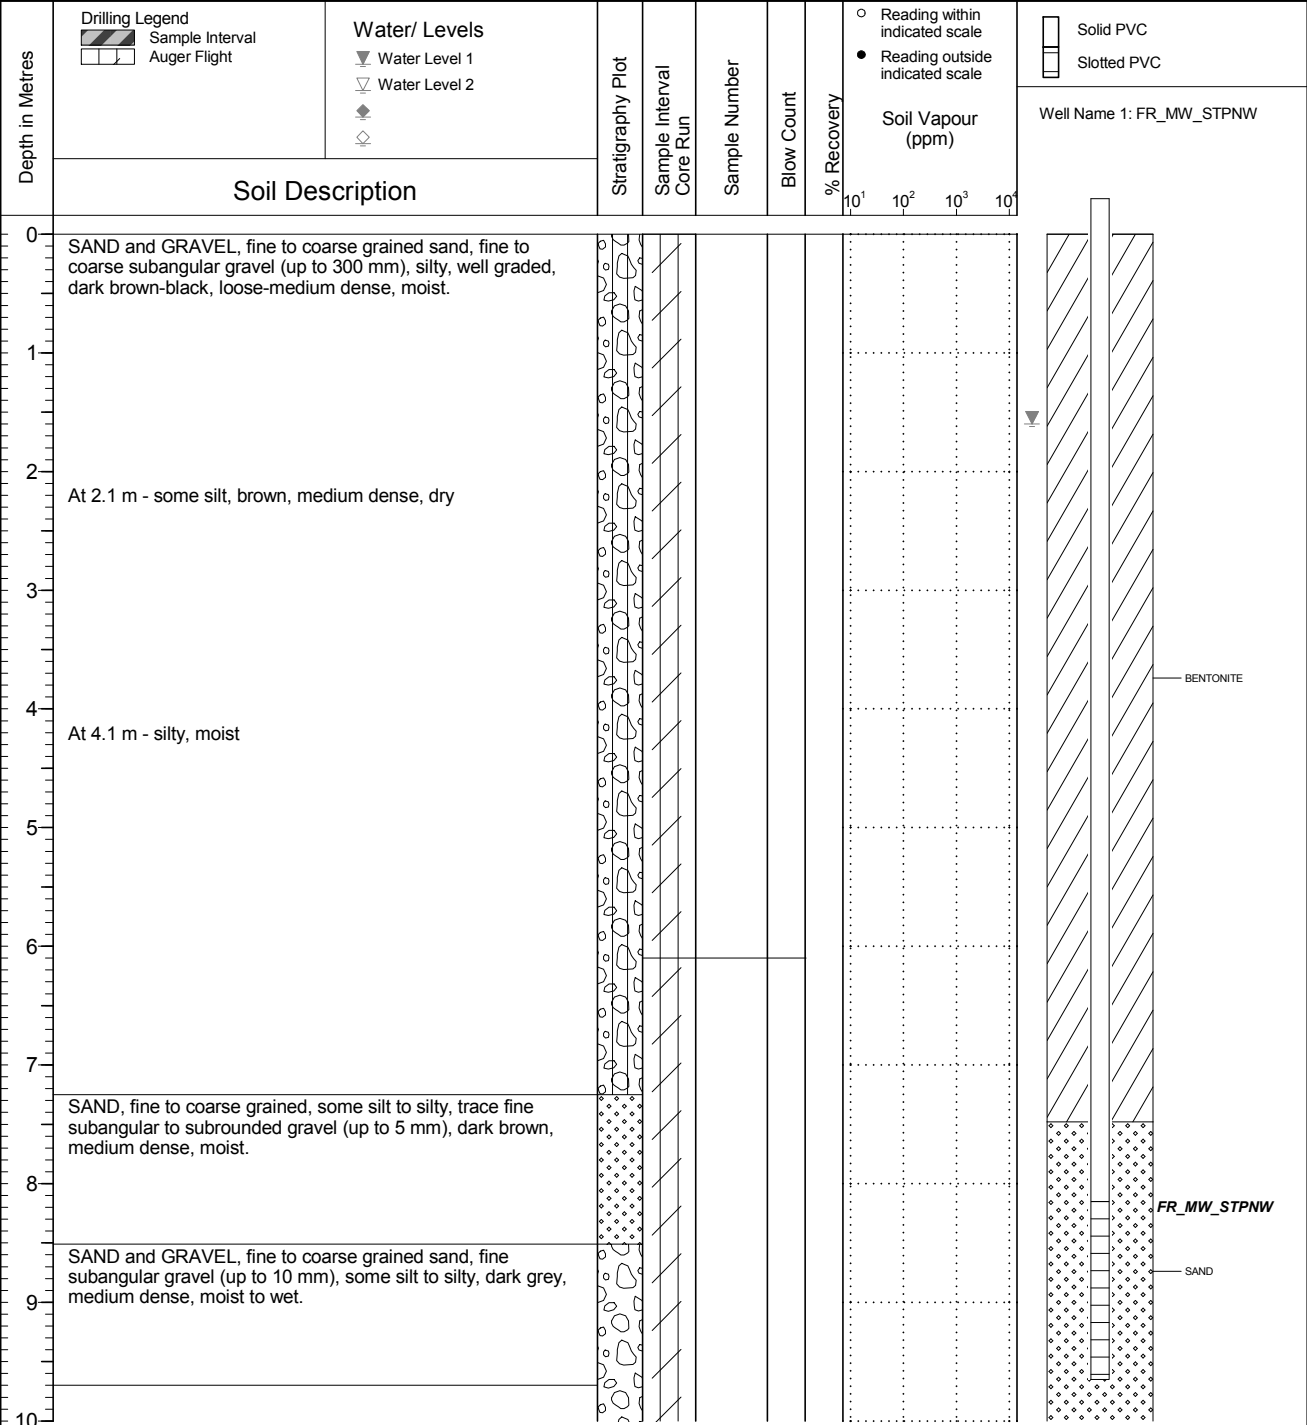 Depth in Metres
Drilling Legend
Sample Interval
Auger Flight
Water/ Levels
Water Level 1
Water Level 2
Soil Description
Stratigraphy Plot
Sample Interval
Core Run
Sample Number
Blow Count
% Recovery
Reading within
indicated scale
Reading outside
indicated scale
Soil Vapour
(ppm)
10¹ 10² 10³ 10⁴
Solid PVC
Slotted PVC
Well Name 1: FR_MW_STPNW
0
SAND and GRAVEL, fine to coarse grained sand, fine to
coarse subangular gravel (up to 300 mm), silty, well graded,
dark brown-black, loose-medium dense, moist.
1
2
At 2.1 m - some silt, brown, medium dense, dry
3
BENTONITE
4
At 4.1 m - silty, moist
5
6
7
SAND, fine to coarse grained, some silt to silty, trace fine
subangular to subrounded gravel (up to 5 mm), dark brown,
medium dense, moist.
8
FR_MW_STPNW
SAND and GRAVEL, fine to coarse grained sand, fine
subangular gravel (up to 10 mm), some silt to silty, dark grey,
medium dense, moist to wet.
SAND
9
10